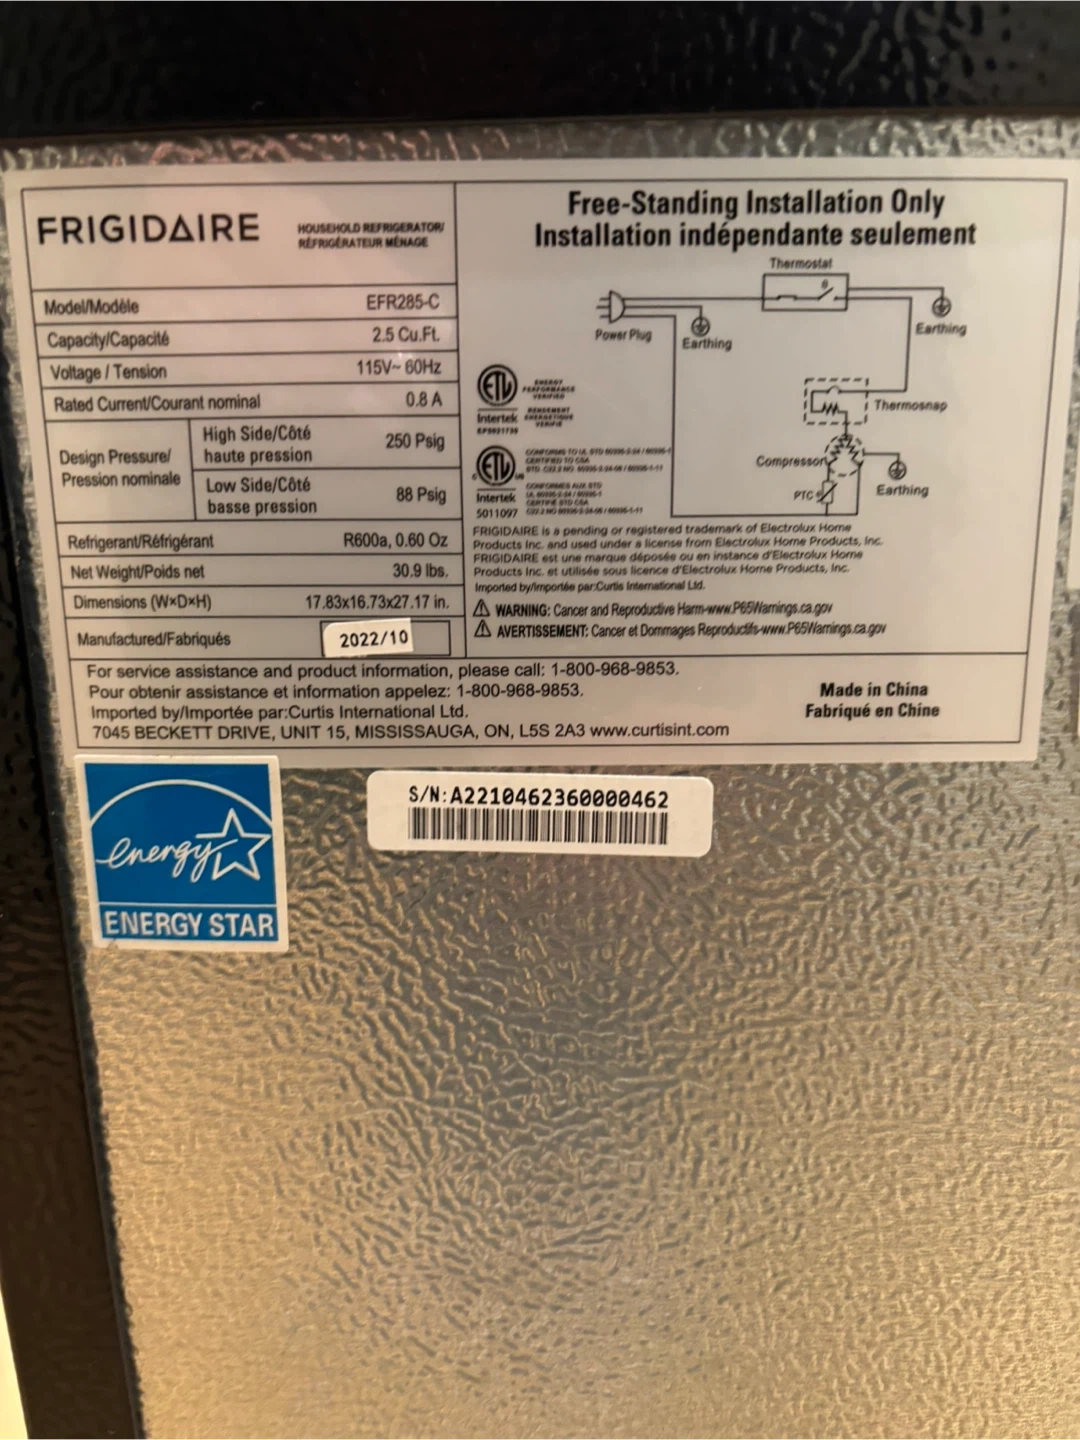 FRIGIDAIRE
HOUSEHOLD REFRIGERATOR/
RÉFRIGÉRATEUR MÉNAGE
Model/Modèle EFR285-C
Capacity/Capacité 2.5 Cu.Ft.
Voltage / Tension 115V~ 60Hz
Rated Current/Courant nominal 0.8 A
Design Pressure/
Pression nominale
High Side/Côté
haute pression
250 Psig
Low Side/Côté
basse pression
88 Psig
Refrigerant/Réfrigérant R600a, 0.60 Oz
Net Weight/Poids net 30.9 lbs.
Dimensions (W×D×H) 17.83x16.73x27.17 in.
Manufactured/Fabriqués 2022/10
Free-Standing Installation Only
Installation indépendante seulement
Thermostat
Power Plug
Earthing
Earthing
Thermosnap
Compressor
PTC
Earthing
ETL
Intertek
ENERGY
PERFORMANCE
VERIFIED
RENDEMENT
ENERGETIQUE
VERIFIE
ETL
Intertek
5011097
FRIGIDAIRE is a pending or registered trademark of Electrolux Home
Products Inc. and used under a license from Electrolux Home Products, Inc.
FRIGIDAIRE est une marque déposée ou en instance d'Electrolux Home
Products, Inc. et utilisée sous licence d'Electrolux Home Products, Inc.
Imported by/Importée par:Curtis International Ltd.
WARNING: Cancer and Reproductive Harm-www.P65Warnings.ca.gov
AVERTISSEMENT: Cancer et Dommages Reproductifs-www.P65Warnings.ca.gov
For service assistance and product information, please call: 1-800-968-9853.
Pour obtenir assistance et information appelez: 1-800-968-9853.
Imported by/Importée par:Curtis International Ltd.
7045 BECKETT DRIVE, UNIT 15, MISSISSAUGA, ON, L5S 2A3 www.curtisint.com
Made in China
Fabriqué en Chine
energy
ENERGY STAR
S/N:A2210462360000462